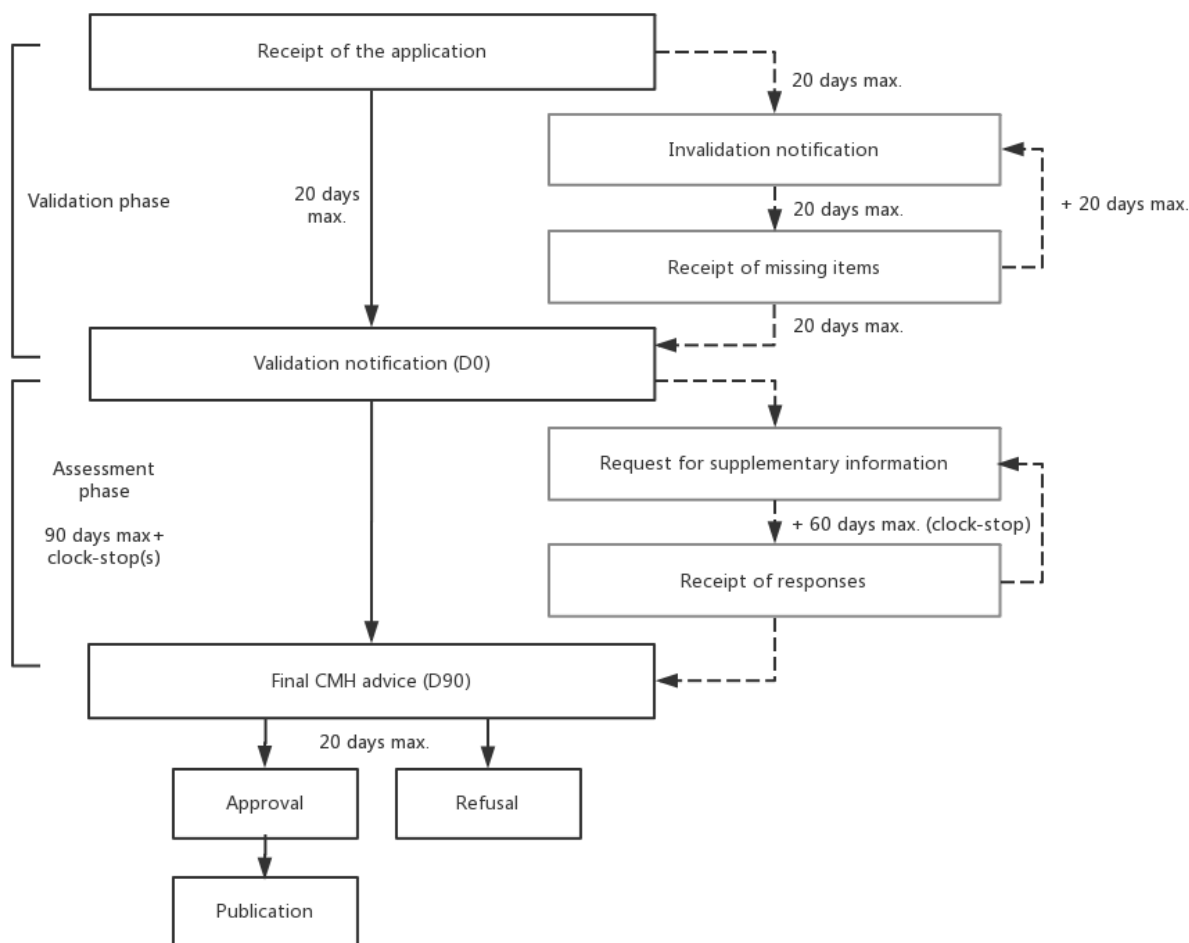 Receipt of the application
20 days max.
Invalidation notification
Validation phase
20 days
max.
20 days max.
+ 20 days max.
Receipt of missing items
20 days max.
Validation notification (D0)
Assessment
phase
90 days max+
clock-stop(s)
Request for supplementary information
+ 60 days max. (clock-stop)
Receipt of responses
Final CMH advice (D90)
20 days max.
Approval
Refusal
Publication